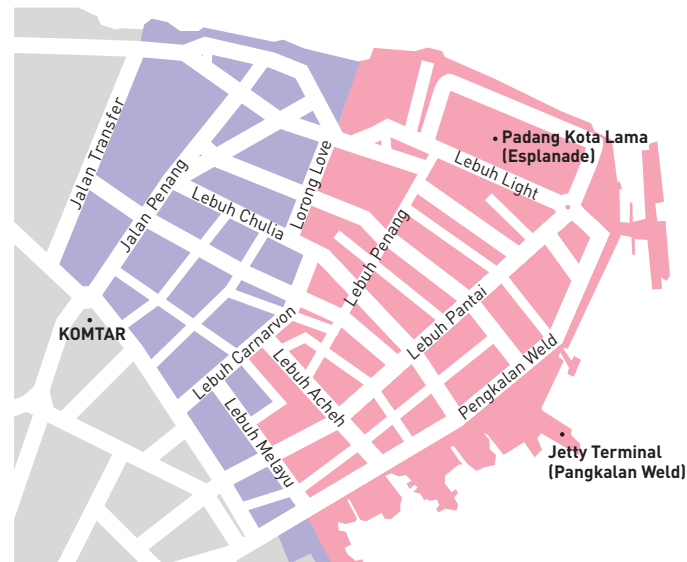 Padang Kota Lama
(Esplanade)
Lebuh Light
Jalan Transfer
Jalan Penang
Lorong Love
Lebuh Chulia
Lebuh Penang
KOMTAR
Lebuh Carnarvon
Lebuh Pantai
Lebuh Acheh
Pengkalan Weld
Lebuh Melayu
Jetty Terminal
(Pangkalan Weld)